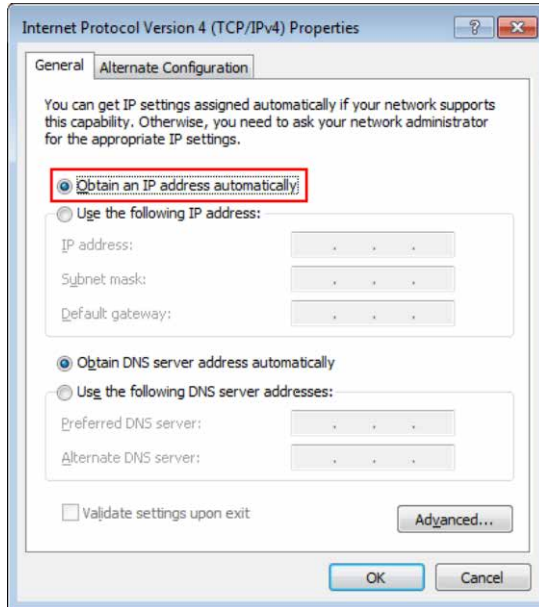 Internet Protocol Version 4 (TCP/IPv4) Properties
General
Alternate Configuration
You can get IP settings assigned automatically if your network supports
this capability. Otherwise, you need to ask your network administrator
for the appropriate IP settings.
Obtain an IP address automatically
Use the following IP address:
IP address:
Subnet mask:
Default gateway:
Obtain DNS server address automatically
Use the following DNS server addresses:
Preferred DNS server:
Alternate DNS server:
Validate settings upon exit
Advanced...
OK
Cancel